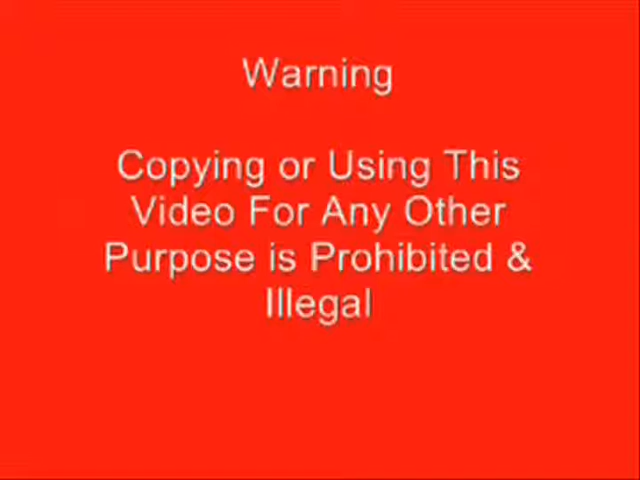 Warning
Copying or Using This
Video For Any Other
Purpose is Prohibited &
Illegal